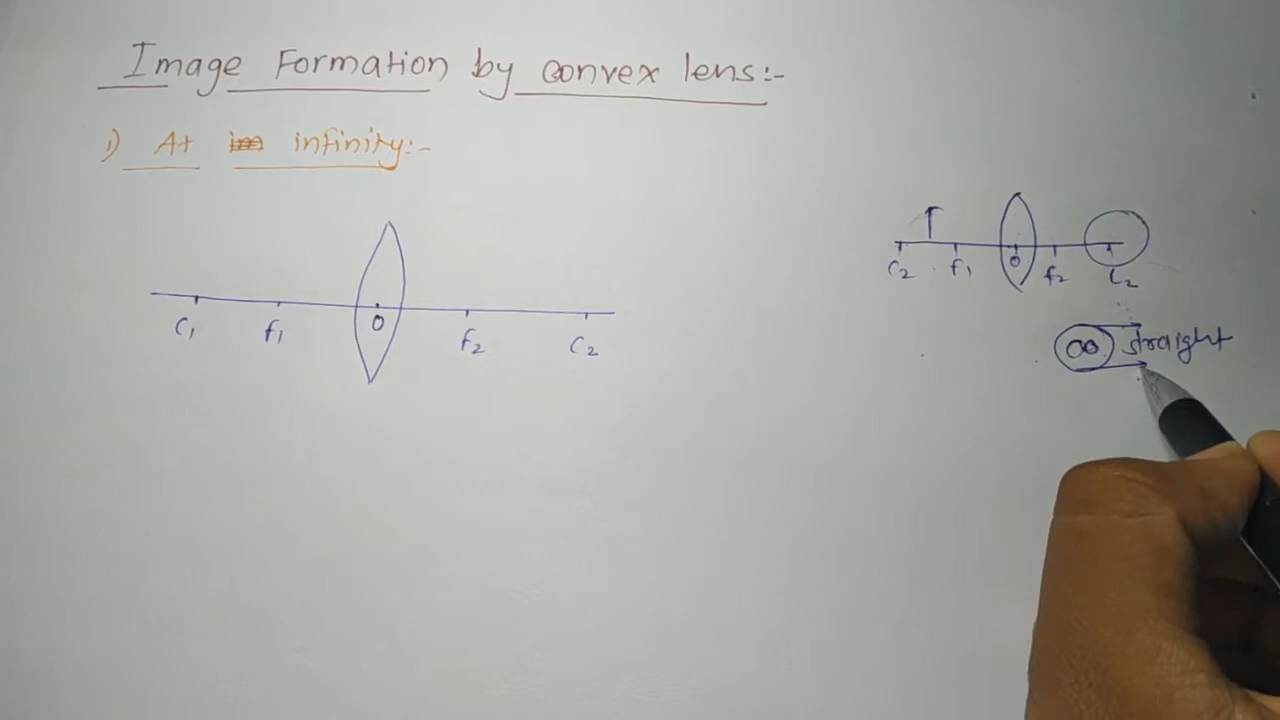 Image Formation by convex lens:-
1) At infinity:-
C₁ f₁ O f₂ C₂
C₂ f₁ O f₂ C₂
∞ straight